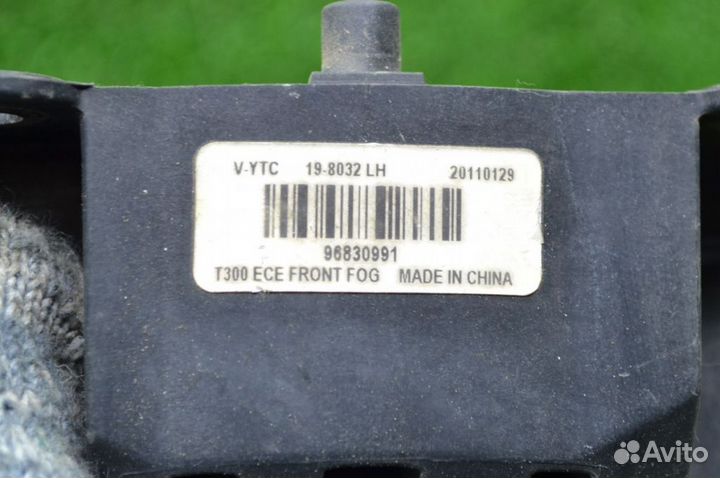 V-YTC 19-8032 LH 20110129
96830991
T300 ECE FRONT FOG MADE IN CHINA
Avito